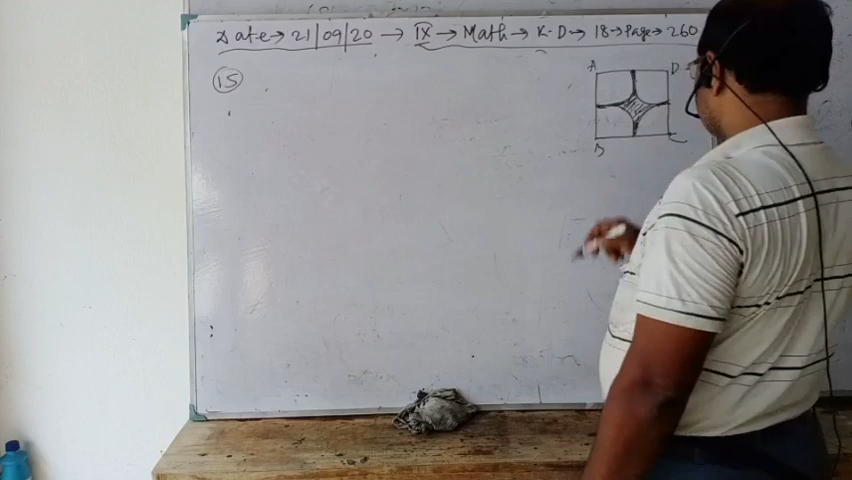 Date → 21/09/20 → IX → Math → K.D → 18 → Page → 260
15
A D
B C